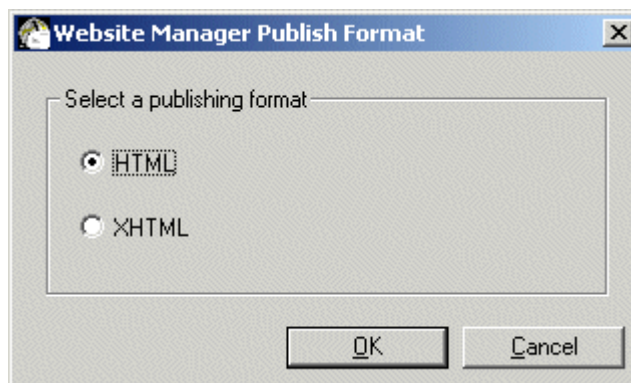 Website Manager Publish Format
Select a publishing format
HTML
XHTML
OK
Cancel